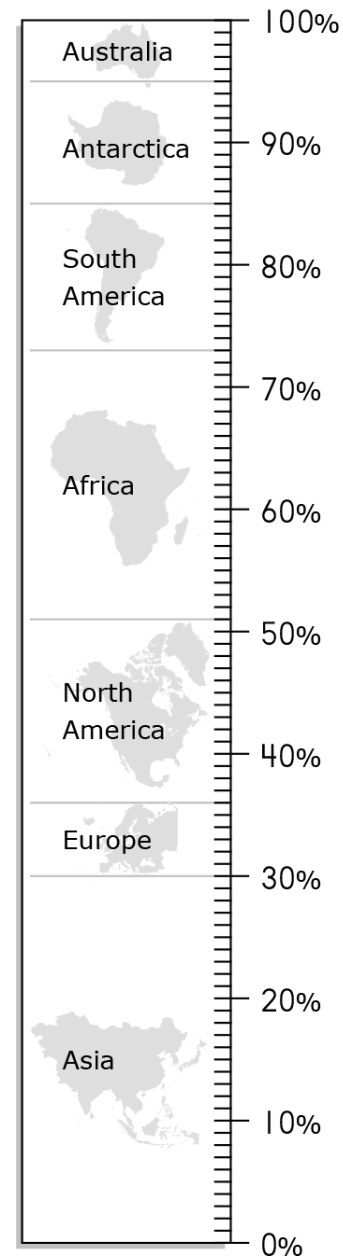 100%
Australia
Antarctica
90%
South
America
80%
70%
Africa
60%
50%
North
America
40%
Europe
30%
20%
Asia
10%
0%